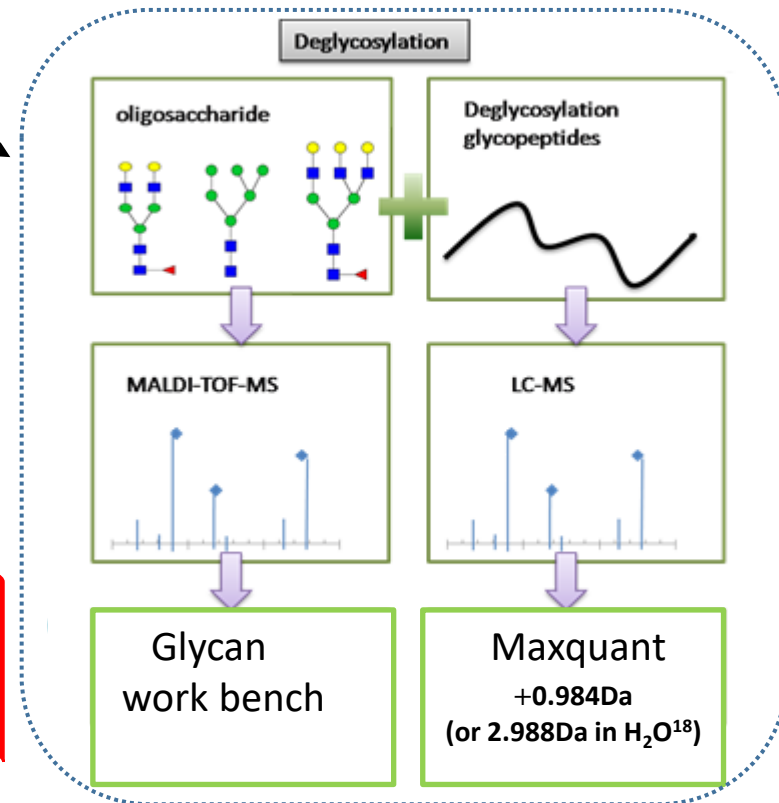 Deglycosylation
oligosaccharide
Deglycosylation
glycopeptides
MALDI-TOF-MS
LC-MS
Glycan
work bench
Maxquant
+0.984Da
(or 2.988Da in H₂O¹⁸)